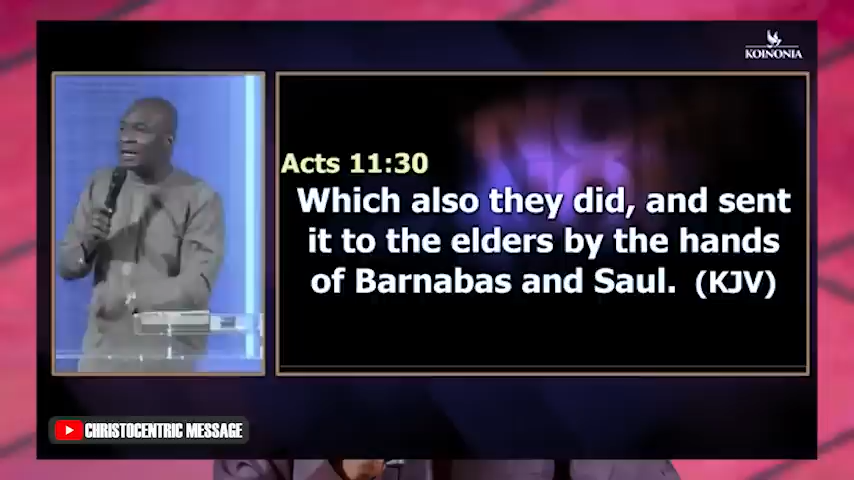 KOINONIA
Acts 11:30
Which also they did, and sent
it to the elders by the hands
of Barnabas and Saul. (KJV)
CHRISTOCENTRIC MESSAGE